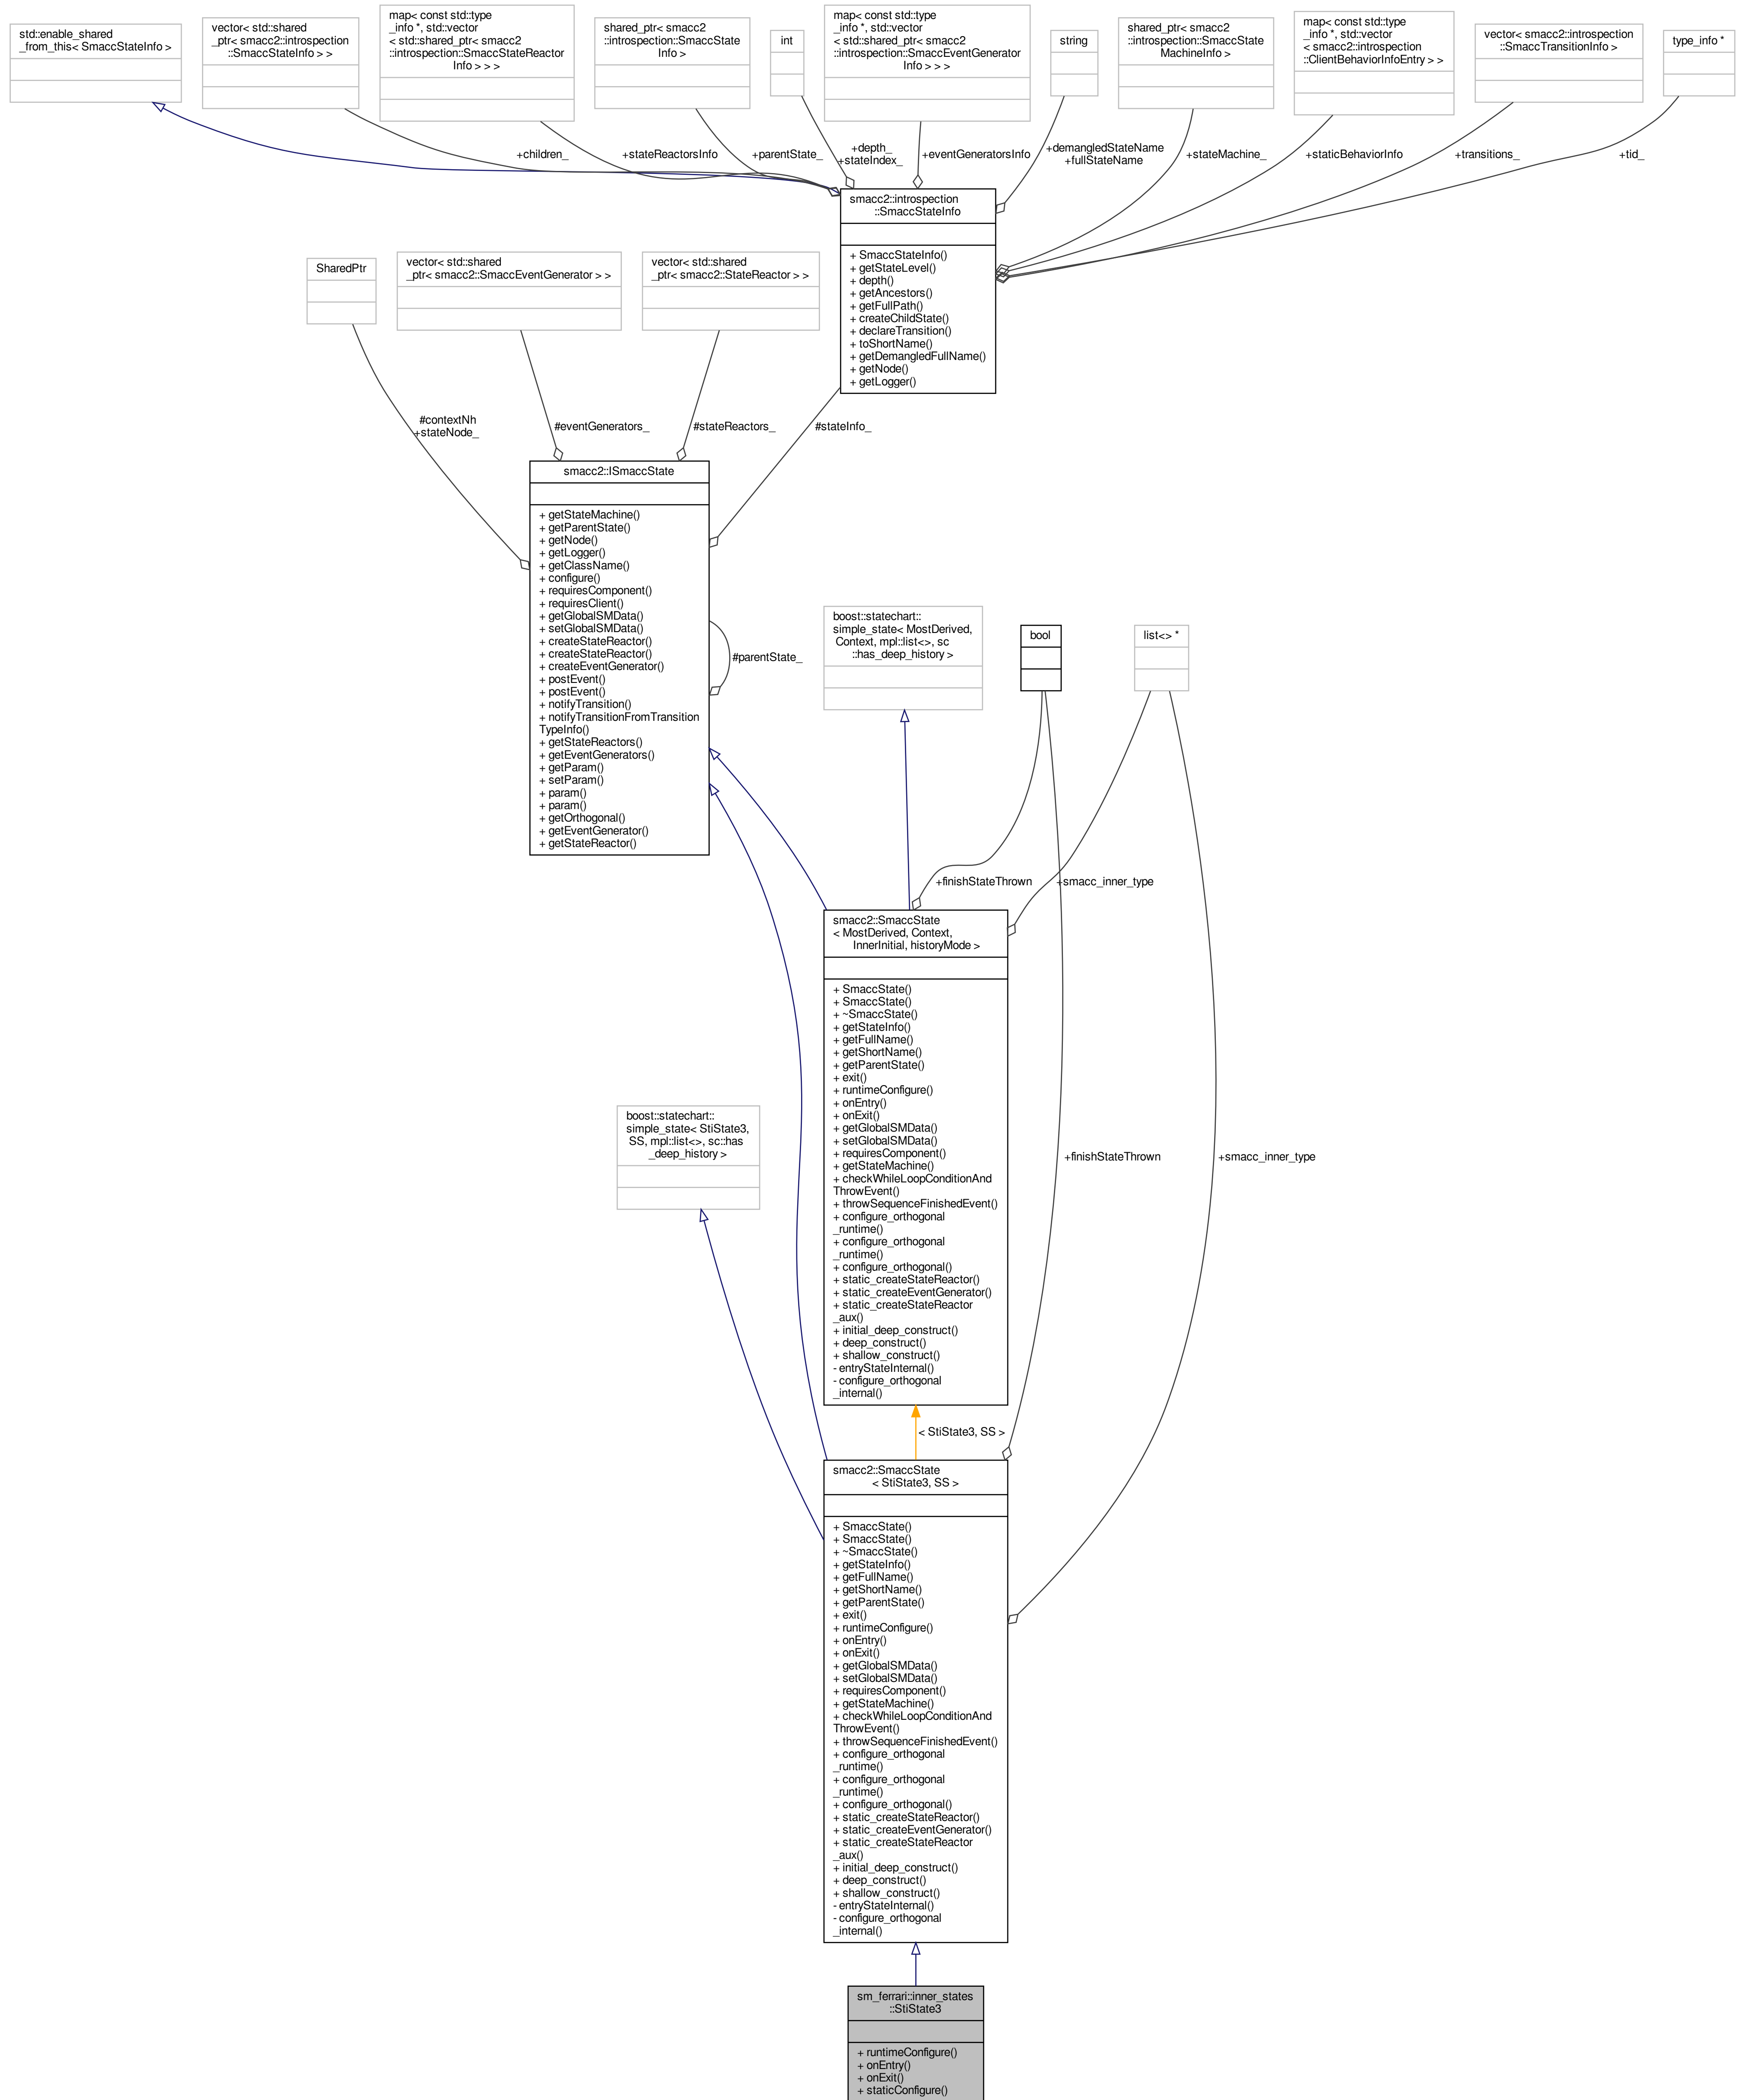 std::enable_shared
_from_this< SmaccStateInfo >
vector< std::shared
_ptr< smacc2::introspection
::SmaccStateInfo > >
map< const std::type
_info *, std::vector
< std::shared_ptr< smacc2
::introspection::SmaccStateReactor
Info > > >
shared_ptr< smacc2
::introspection::SmaccState
Info >
int
map< const std::type
_info *, std::vector
< std::shared_ptr< smacc2
::introspection::SmaccEventGenerator
Info > > >
string
shared_ptr< smacc2
::introspection::SmaccState
MachineInfo >
map< const std::type
_info *, std::vector
< smacc2::introspection
::ClientBehaviorInfoEntry > >
vector< smacc2::introspection
::SmaccTransitionInfo >
type_info *
+children_
+stateReactorsInfo
+parentState_
+depth_
+stateIndex_
+eventGeneratorsInfo
+demangledStateName
+fullStateName
+stateMachine_
+staticBehaviorInfo
+transitions_
+tid_
smacc2::introspection
::SmaccStateInfo
+ SmaccStateInfo()
+ getStateLevel()
+ depth()
+ getAncestors()
+ getFullPath()
+ createChildState()
+ declareTransition()
+ toShortName()
+ getDemangledFullName()
+ getNode()
+ getLogger()
SharedPtr
vector< std::shared
_ptr< smacc2::SmaccEventGenerator > >
vector< std::shared
_ptr< smacc2::StateReactor > >
#contextNh
+stateNode_
#eventGenerators_
#stateReactors_
#stateInfo_
smacc2::ISmaccState
+ getStateMachine()
+ getParentState()
+ getNode()
+ getLogger()
+ getClassName()
+ configure()
+ requiresComponent()
+ requiresClient()
+ getGlobalSMData()
+ setGlobalSMData()
+ createStateReactor()
+ createStateReactor()
+ createEventGenerator()
+ postEvent()
+ postEvent()
+ notifyTransition()
+ notifyTransitionFromTransition
TypeInfo()
+ getStateReactors()
+ getEventGenerators()
+ getParam()
+ setParam()
+ param()
+ param()
+ getOrthogonal()
+ getEventGenerator()
+ getStateReactor()
#parentState_
boost::statechart::
simple_state< MostDerived,
Context, mpl::list<>, sc
::has_deep_history >
bool
list<> *
+finishStateThrown
+smacc_inner_type
smacc2::SmaccState
< MostDerived, Context,
InnerInitial, historyMode >
+ SmaccState()
+ SmaccState()
+ ~SmaccState()
+ getStateInfo()
+ getFullName()
+ getShortName()
+ getParentState()
+ exit()
+ runtimeConfigure()
+ onEntry()
+ onExit()
+ getGlobalSMData()
+ setGlobalSMData()
+ requiresComponent()
+ getStateMachine()
+ checkWhileLoopConditionAnd
ThrowEvent()
+ throwSequenceFinishedEvent()
+ configure_orthogonal
_runtime()
+ configure_orthogonal
_runtime()
+ configure_orthogonal()
+ static_createStateReactor()
+ static_createEventGenerator()
+ static_createStateReactor
_aux()
+ initial_deep_construct()
+ deep_construct()
+ shallow_construct()
- entryStateInternal()
- configure_orthogonal
_internal()
boost::statechart::
simple_state< StiState3,
SS, mpl::list<>, sc::has
_deep_history >
+finishStateThrown
+smacc_inner_type
< StiState3, SS >
smacc2::SmaccState
< StiState3, SS >
+ SmaccState()
+ SmaccState()
+ ~SmaccState()
+ getStateInfo()
+ getFullName()
+ getShortName()
+ getParentState()
+ exit()
+ runtimeConfigure()
+ onEntry()
+ onExit()
+ getGlobalSMData()
+ setGlobalSMData()
+ requiresComponent()
+ getStateMachine()
+ checkWhileLoopConditionAnd
ThrowEvent()
+ throwSequenceFinishedEvent()
+ configure_orthogonal
_runtime()
+ configure_orthogonal
_runtime()
+ configure_orthogonal()
+ static_createStateReactor()
+ static_createEventGenerator()
+ static_createStateReactor
_aux()
+ initial_deep_construct()
+ deep_construct()
+ shallow_construct()
- entryStateInternal()
- configure_orthogonal
_internal()
sm_ferrari::inner_states
::StiState3
+ runtimeConfigure()
+ onEntry()
+ onExit()
+ staticConfigure()